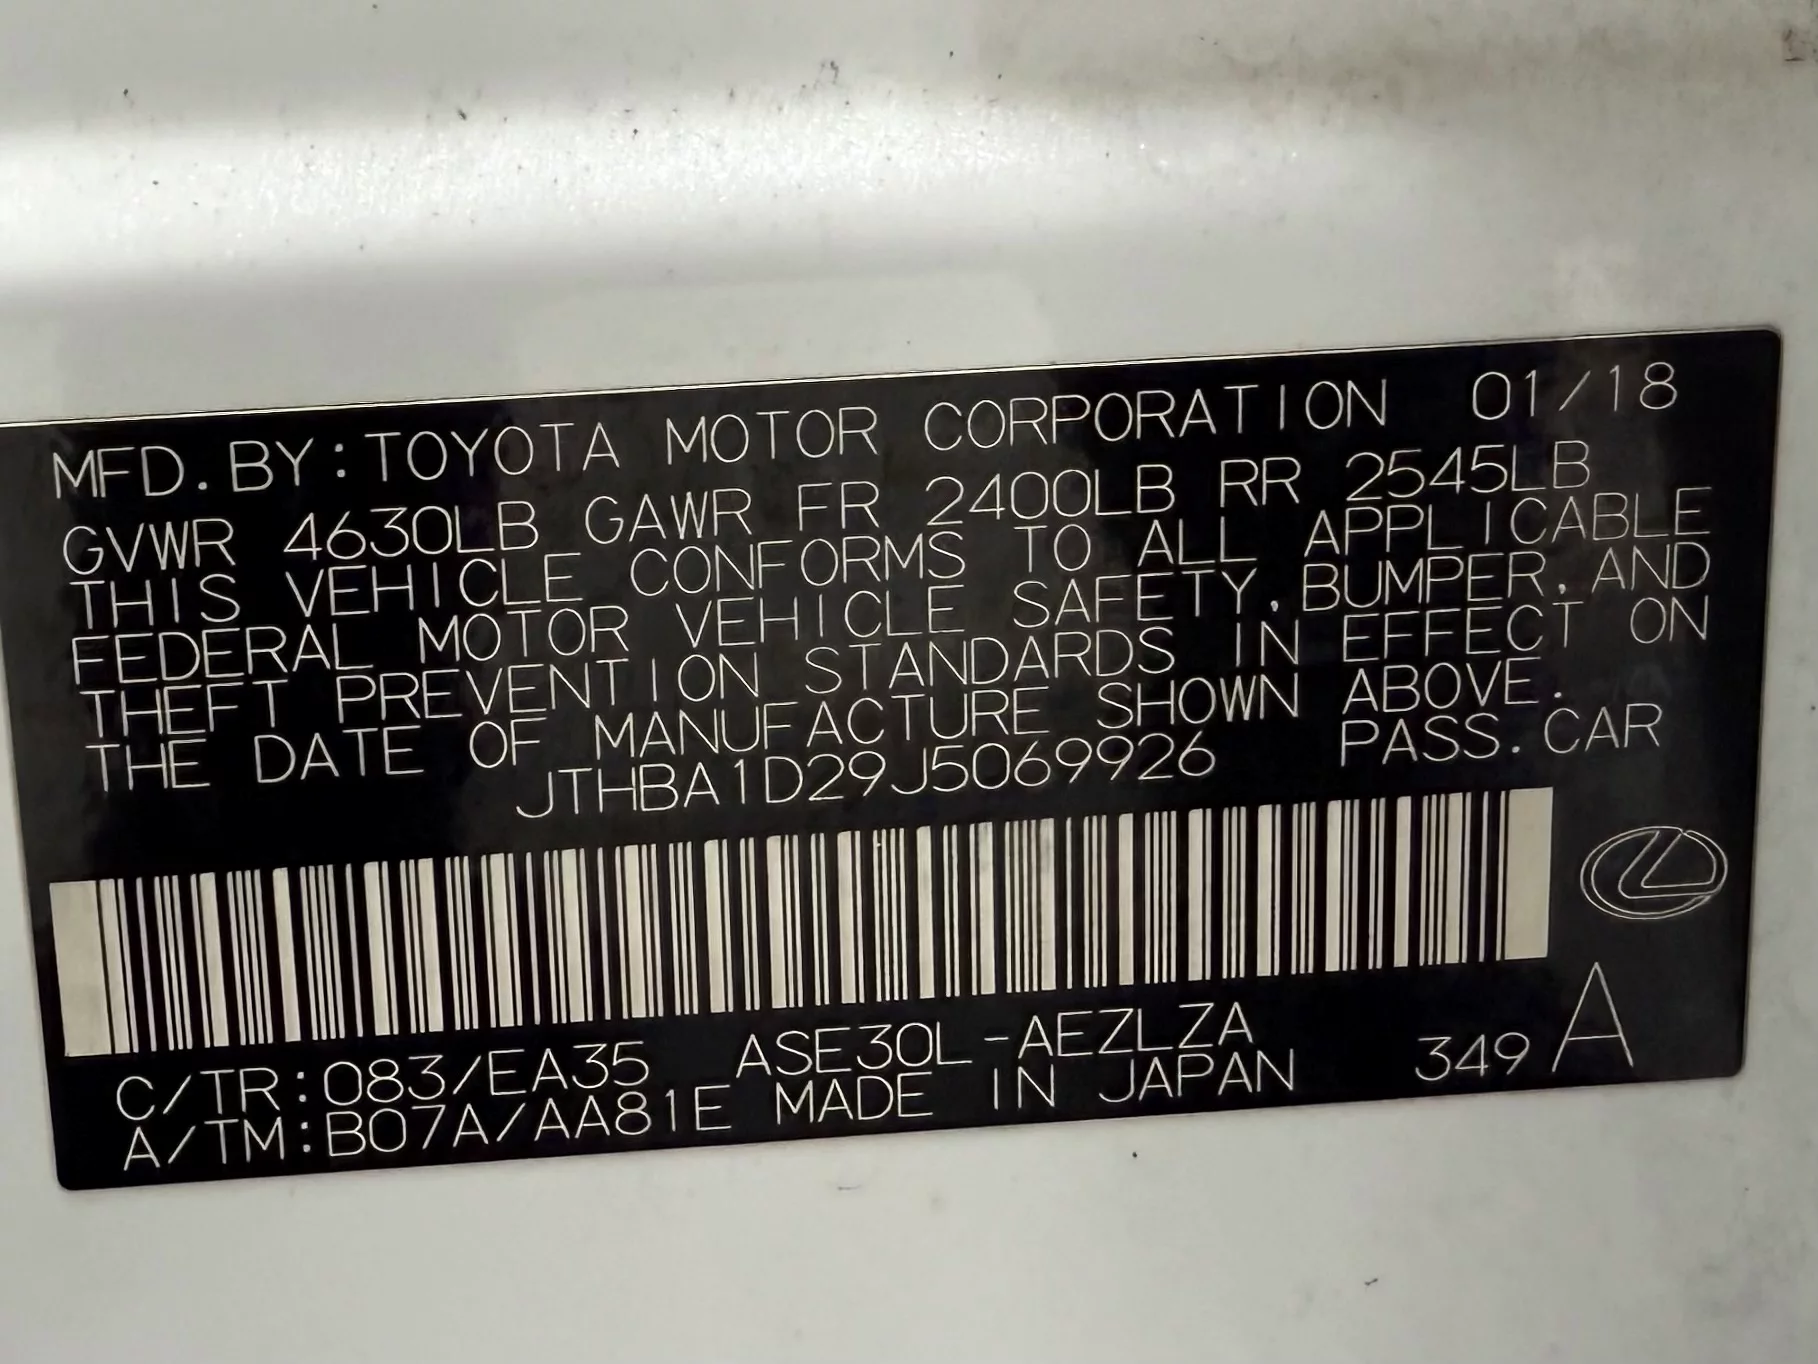 MFD. BY: TOYOTA MOTOR CORPORATION 01/18
GVWR 4630LB GAWR FR 2400LB RR 2545LB
THIS VEHICLE CONFORMS TO ALL APPLICABLE
FEDERAL MOTOR VEHICLE SAFETY, BUMPER, AND
THEFT PREVENTION STANDARDS IN EFFECT ON
THE DATE OF MANUFACTURE SHOWN ABOVE.
JTHBA1D29J5069926 PASS. CAR
C/TR: 083/EA35 ASE30L-AEZLZA
A/TM: B07A/AA81E MADE IN JAPAN 349 A